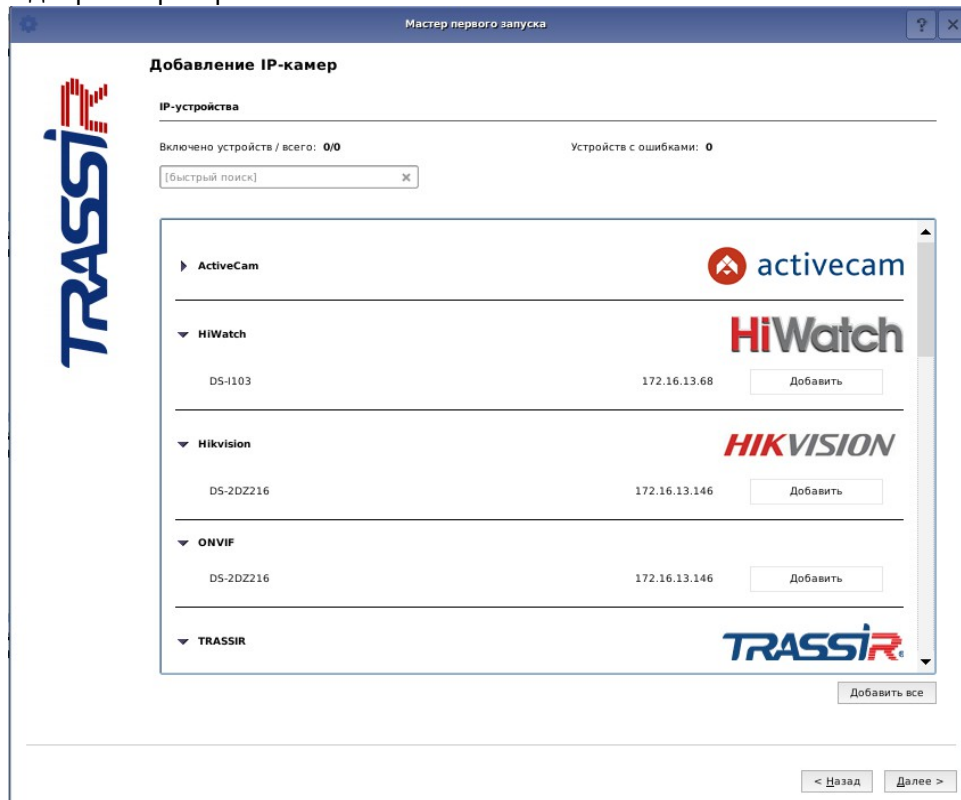 Мастер первого запуска
? ×
TRASSIR
Добавление IP-камер
IP-устройства
Включено устройств / всего: 0/0 Устройств с ошибками: 0
[быстрый поиск]
ActiveCam activecam
HiWatch HiWatch
DS-I103 172.16.13.68 Добавить
Hikvision HIKVISION
DS-2DZ216 172.16.13.146 Добавить
ONVIF
DS-2DZ216 172.16.13.146 Добавить
TRASSIR TRASSIR
Добавить все
< Назад Далее >